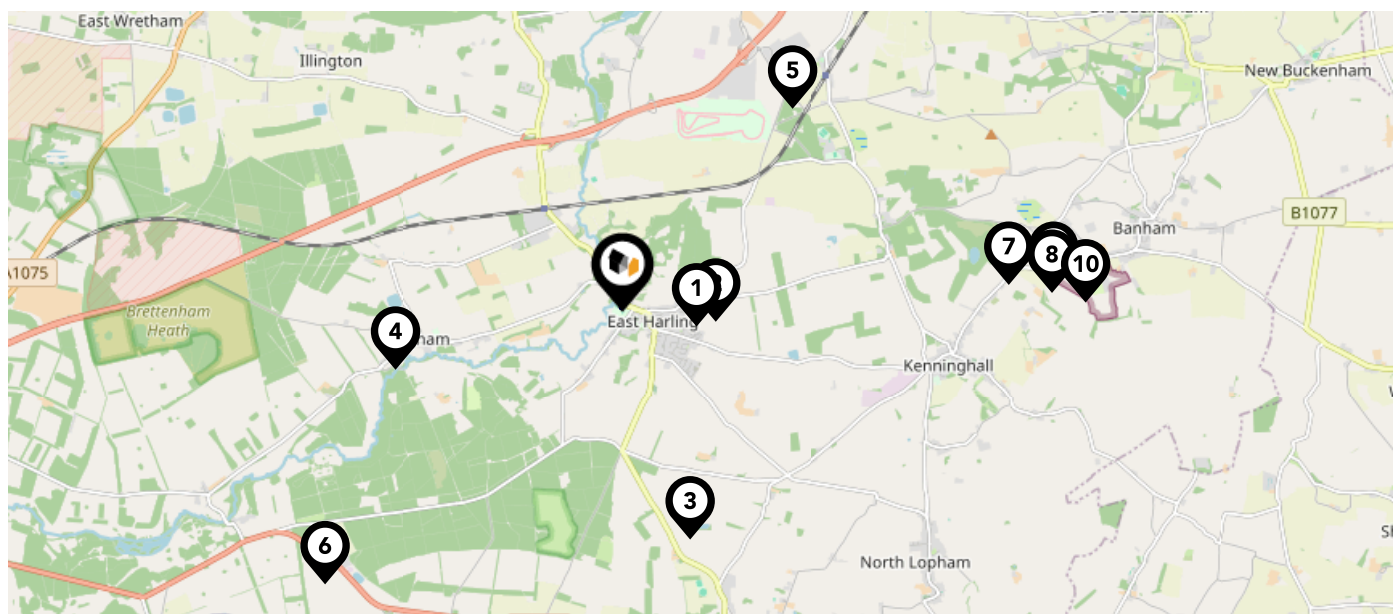 East Wretham
Illington
5
New Buckenham
B1077
Banham
7
8
10
A1075
Brettenham
Heath
1
East Harling
4
ham
Kenninghall
3
6
North Lopham